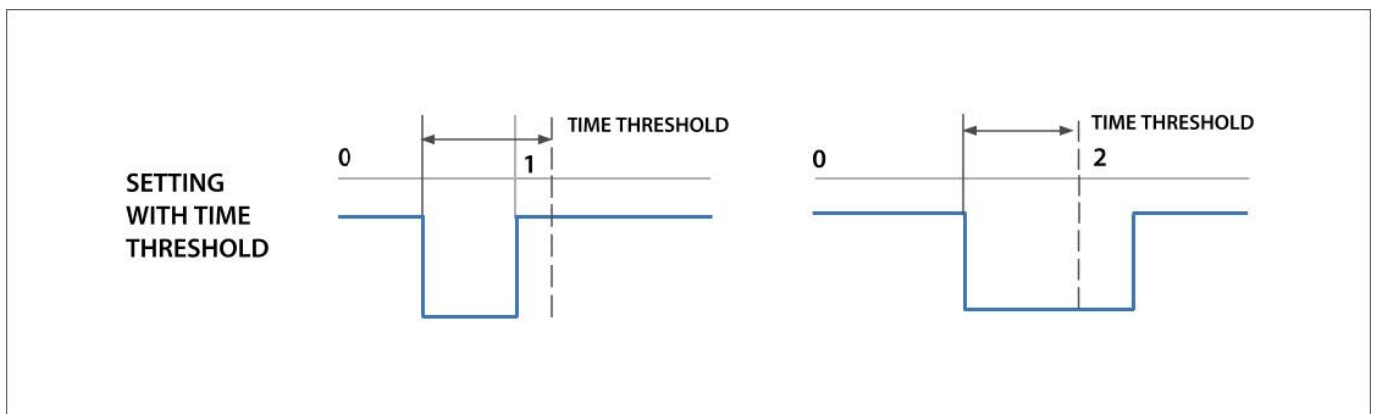 SETTING
WITH TIME
THRESHOLD
0
1
TIME THRESHOLD
0
2
TIME THRESHOLD